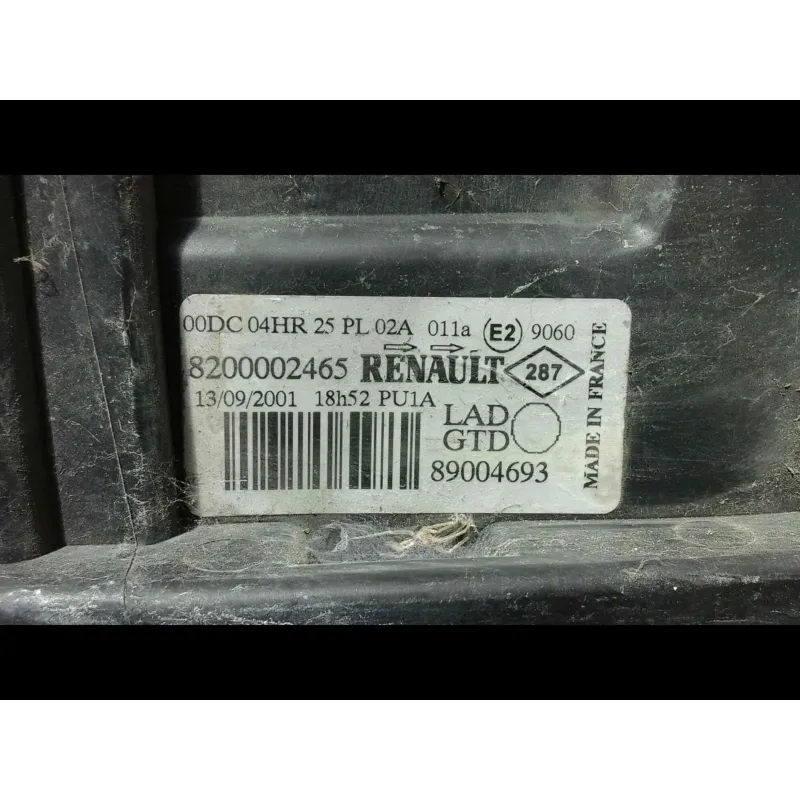 00DC 04HR 25 PL 02A 011a E2 9060
8200002465 RENAULT 287
13/09/2001 18h52 PU1A
LAD
GTD
89004693
MADE IN FRANCE